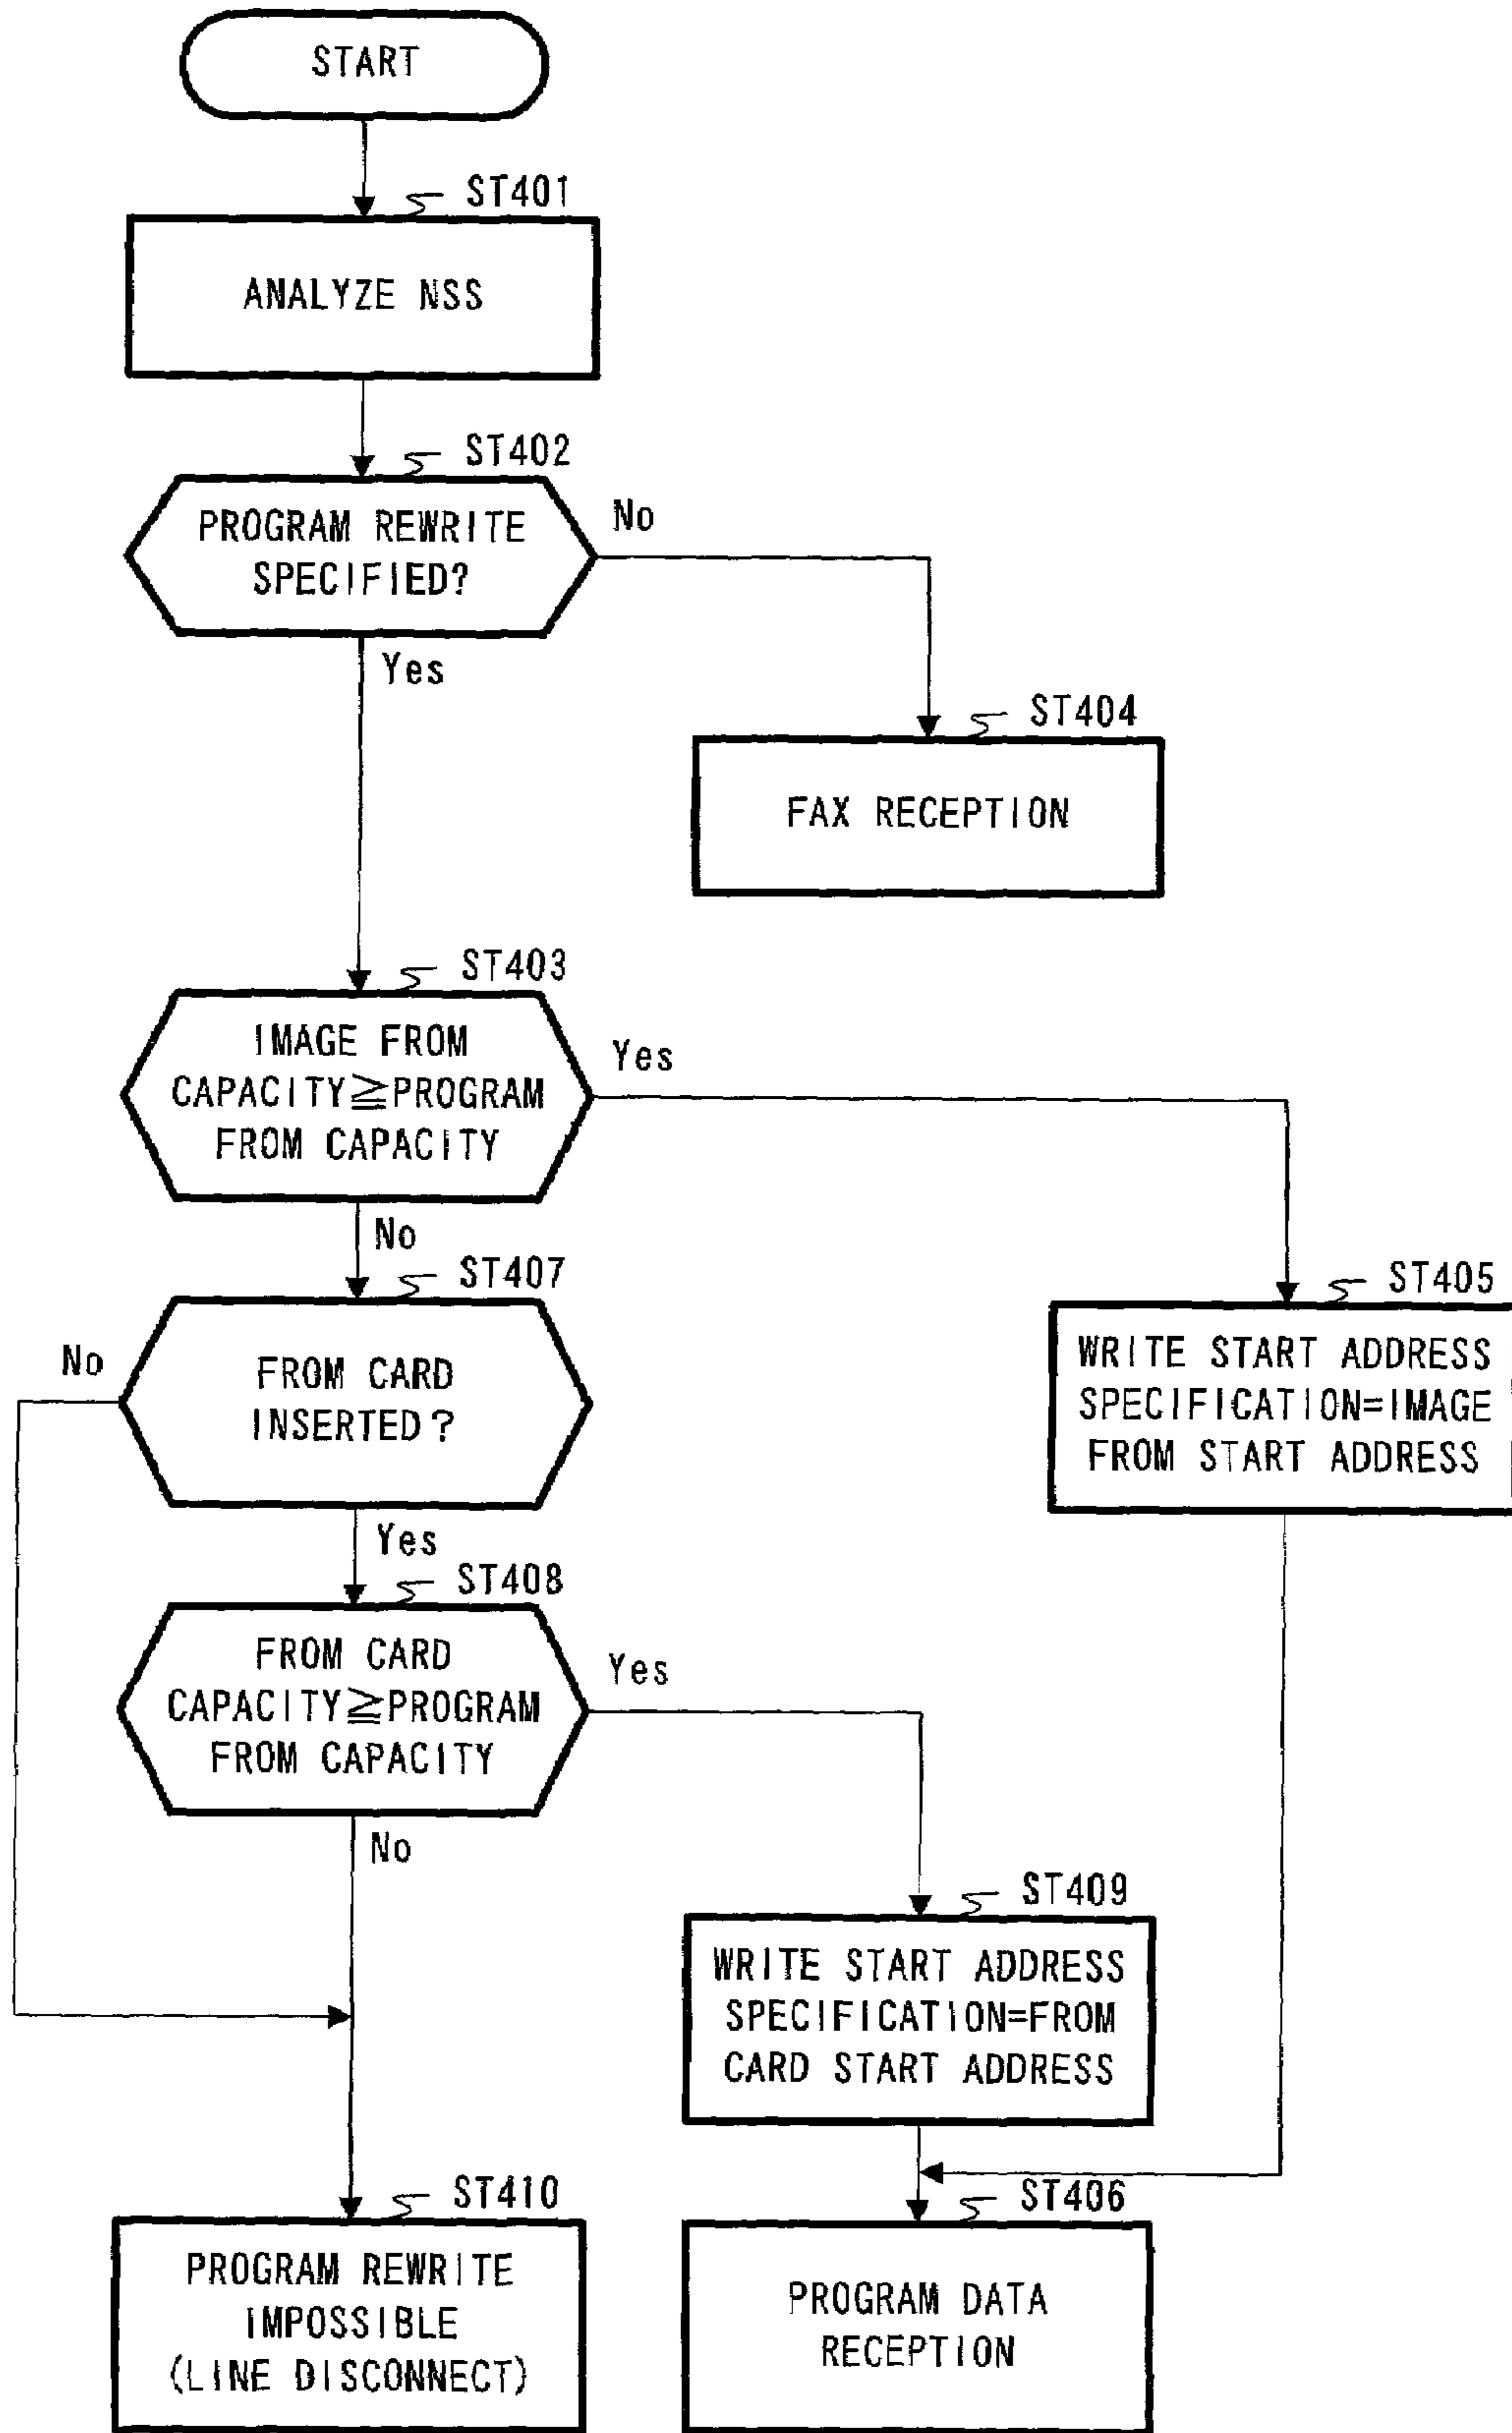 START
ST401
ANALYZE NSS
ST402
PROGRAM REWRITE
SPECIFIED?
No
Yes
ST404
FAX RECEPTION
ST403
IMAGE FROM
CAPACITY≧PROGRAM
FROM CAPACITY
Yes
No
ST407
FROM CARD
INSERTED?
No
Yes
ST405
WRITE START ADDRESS
SPECIFICATION=IMAGE
FROM START ADDRESS
ST408
FROM CARD
CAPACITY≧PROGRAM
FROM CAPACITY
Yes
No
ST409
WRITE START ADDRESS
SPECIFICATION=FROM
CARD START ADDRESS
ST410
PROGRAM REWRITE
IMPOSSIBLE
(LINE DISCONNECT)
ST406
PROGRAM DATA
RECEPTION